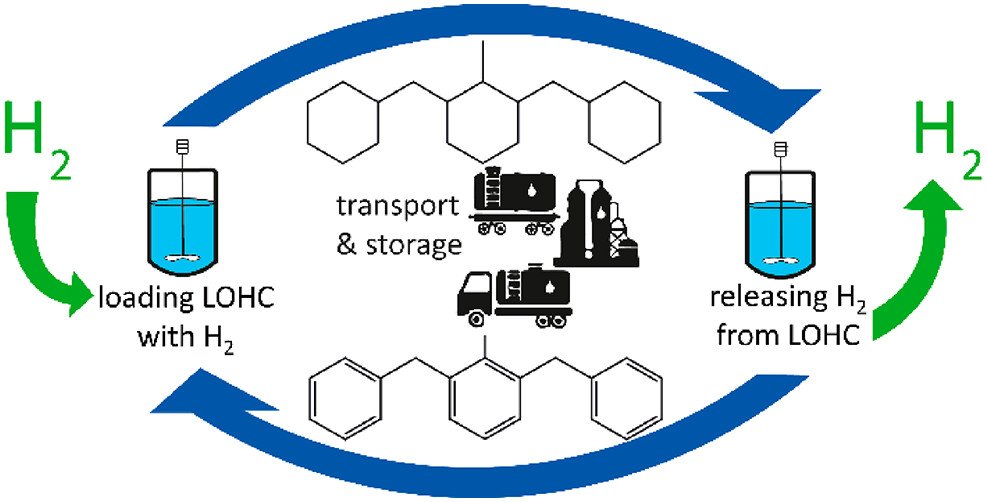 H₂
H₂
transport
& storage
loading LOHC
with H₂
releasing H₂
from LOHC